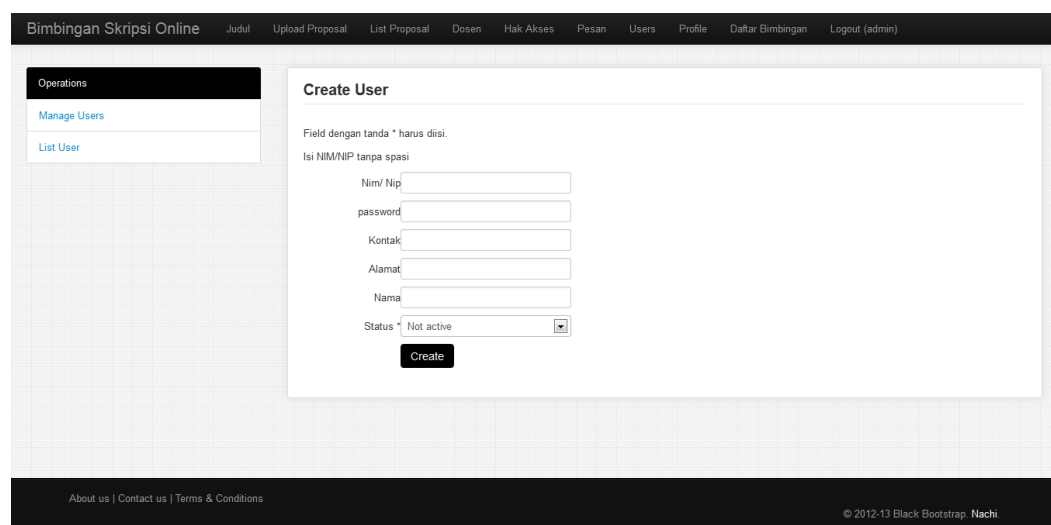 Bimbingan Skripsi Online Judul Upload Proposal List Proposal Dosen Hak Akses Pesan Users Profile Daftar Bimbingan Logout (admin)
Operations
Manage Users
List User
Create User
Field dengan tanda * harus diisi.
Isi NIM/NIP tanpa spasi
Nim/ Nip
password
Kontak
Alamat
Nama
Status * Not active
Create
About us | Contact us | Terms & Conditions
© 2012-13 Black Bootstrap. Nachi.